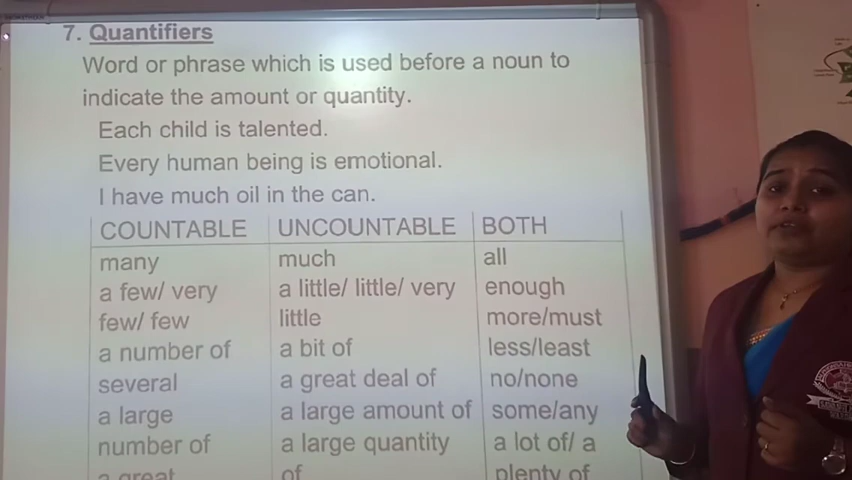 7. Quantifiers
Word or phrase which is used before a noun to
indicate the amount or quantity.
Each child is talented.
Every human being is emotional.
I have much oil in the can.
COUNTABLE UNCOUNTABLE BOTH
many much all
a few/ very a little/ little/ very enough
few/ few little more/must
a number of a bit of less/least
several a great deal of no/none
a large a large amount of some/any
number of a large quantity a lot of/ a
a great of plenty of